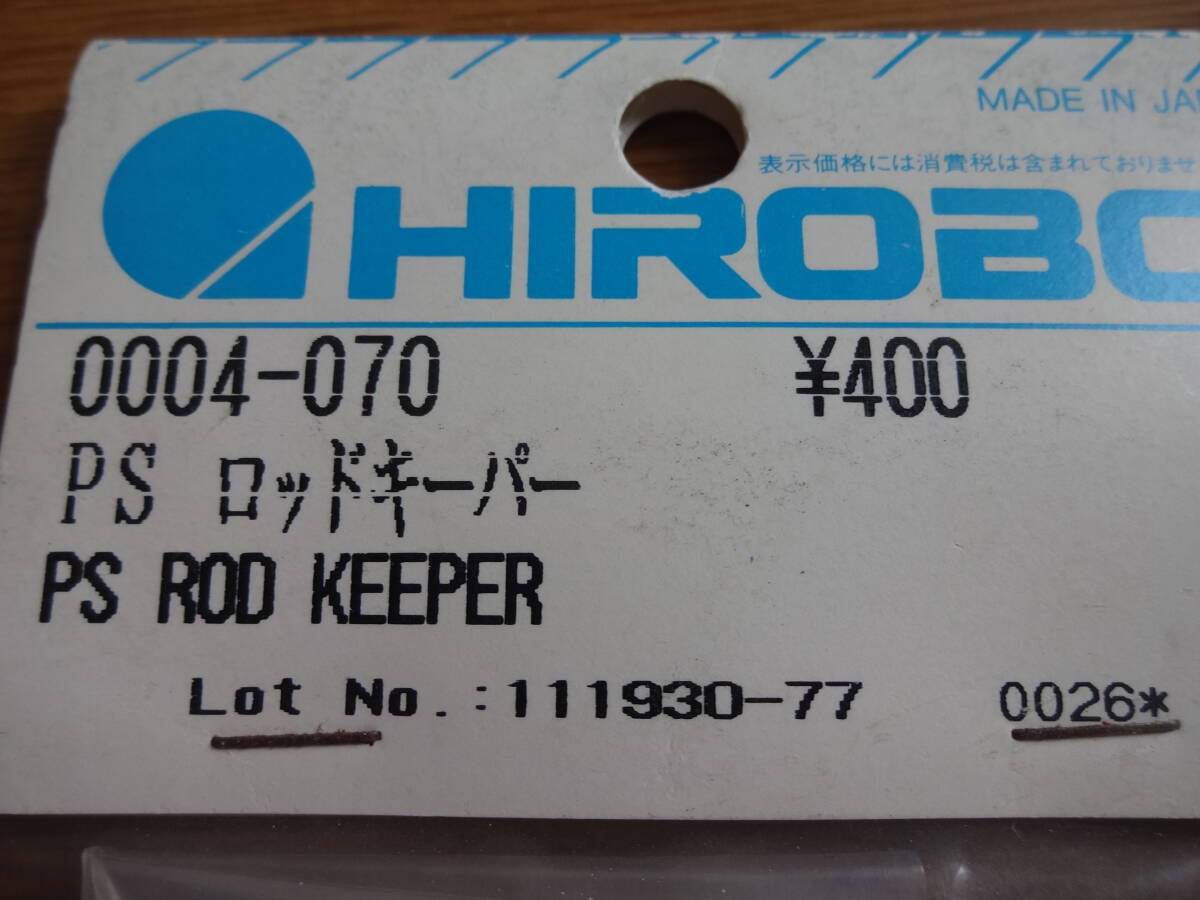 MADE IN JAP
表示価格には消費税は含まれておりませ
HIROBO
0004-070 ¥400
PS ロッドキーパー
PS ROD KEEPER
Lot No.:111930-77 0026*